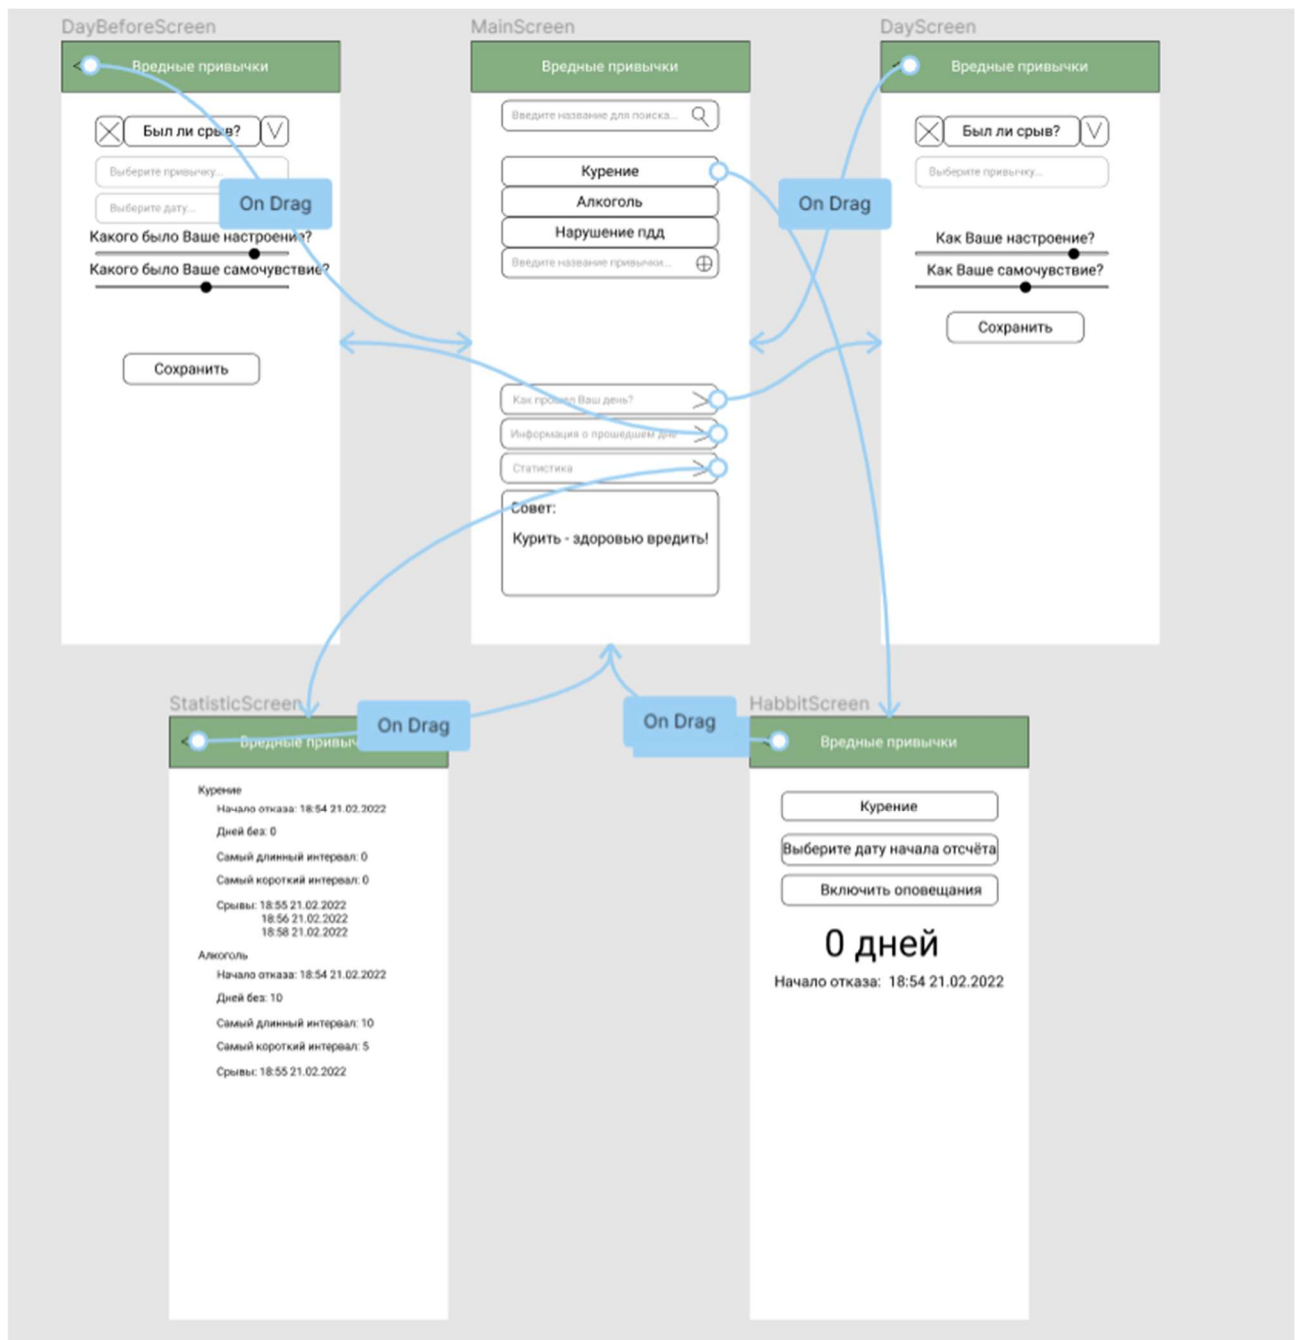 DayBeforeScreen
< Вредные привычки
Был ли срыв?
Выберите привычку...
Выберите дату...
On Drag
Какого было Ваше настроение?
Какого было Ваше самочувствие?
Сохранить
MainScreen
Вредные привычки
Введите название для поиска...
Курение
Алкоголь
Нарушение пдд
Введите название привычки...
Как прошел Ваш день?
Информация о прошедшем дне
Статистика
Совет:
Курить - здоровью вредить!
DayScreen
< Вредные привычки
Был ли срыв?
Выберите привычку...
On Drag
Как Ваше настроение?
Как Ваше самочувствие?
Сохранить
StatisticScreen
< Вредные привыч
On Drag
Курение
Начало отказа: 18:54 21.02.2022
Дней без: 0
Самый длинный интервал: 0
Самый короткий интервал: 0
Срывы: 18:55 21.02.2022
18:56 21.02.2022
18:58 21.02.2022
Алкоголь
Начало отказа: 18:54 21.02.2022
Дней без: 10
Самый длинный интервал: 10
Самый короткий интервал: 5
Срывы: 18:55 21.02.2022
On Drag
HabbitScreen
Вредные привычки
Курение
Выберите дату начала отсчёта
Включить оповещания
0 дней
Начало отказа: 18:54 21.02.2022